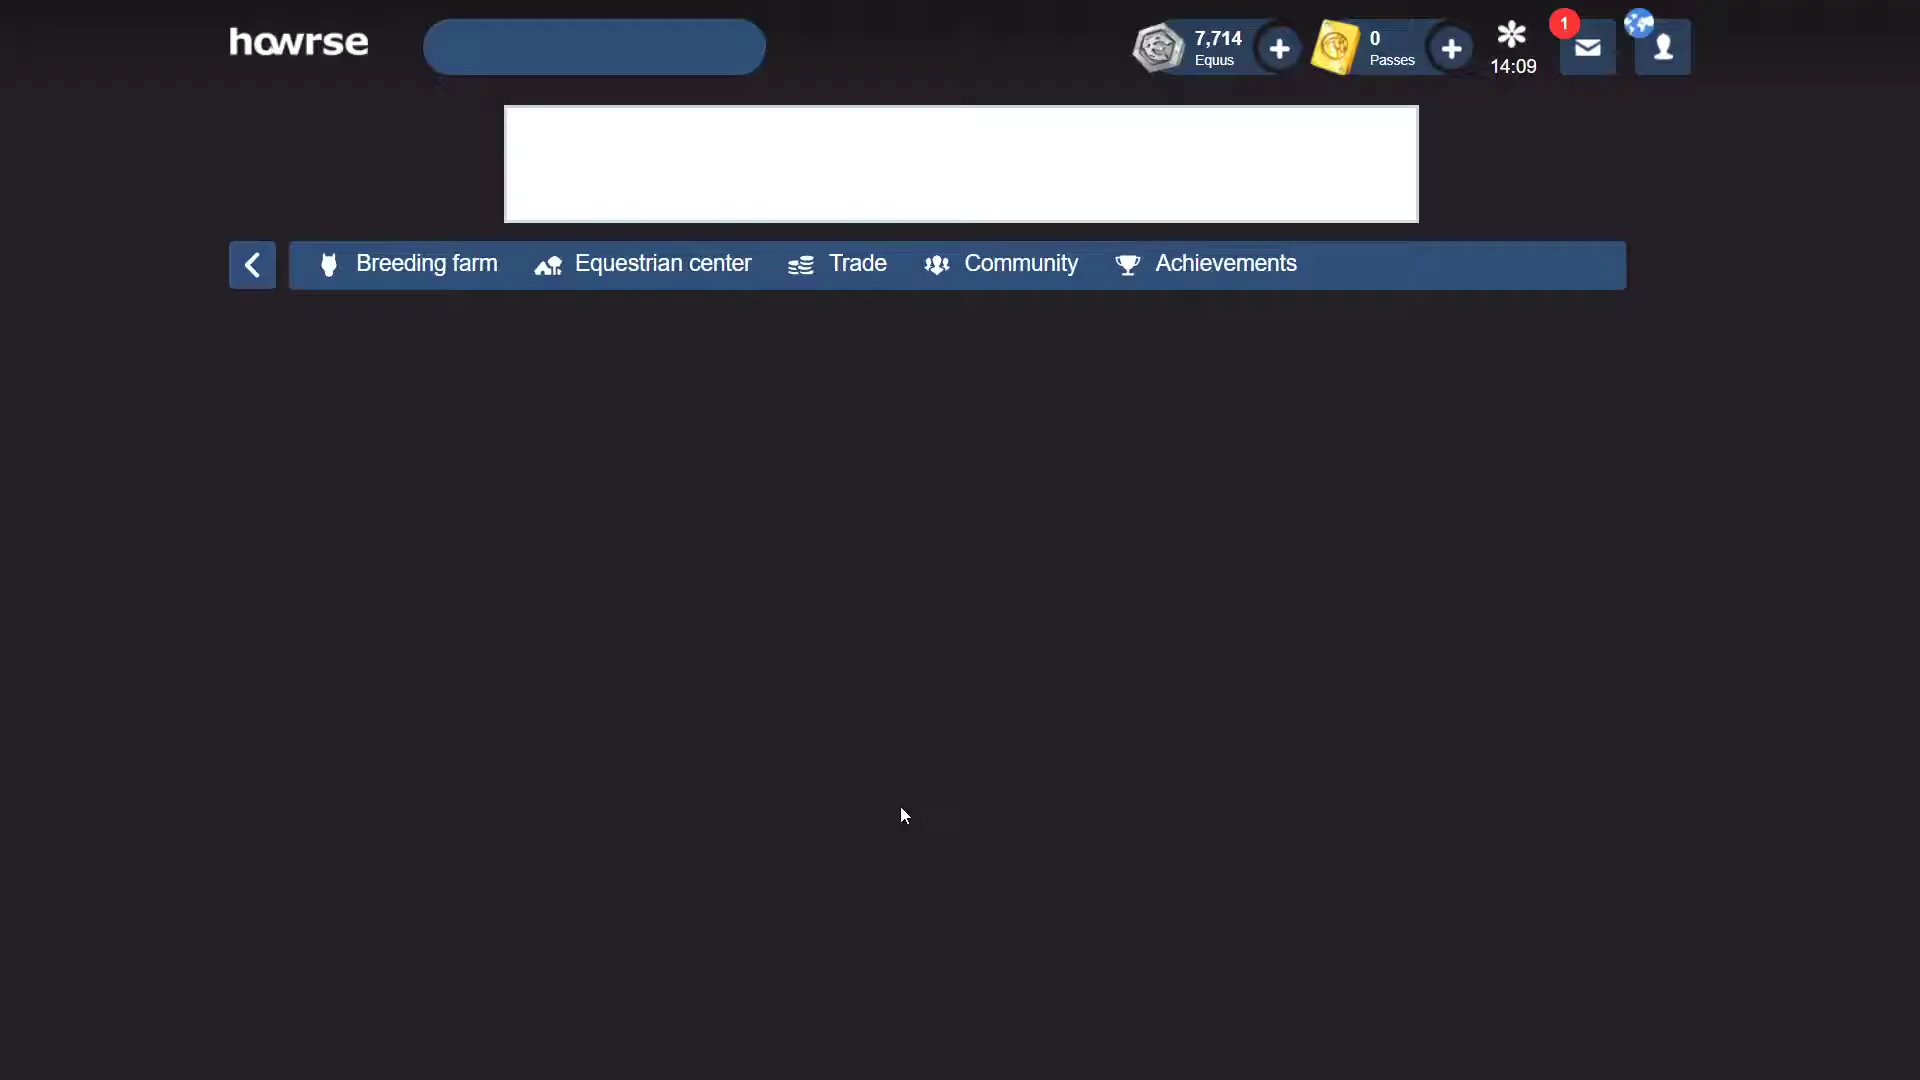 howrse
7,714
Equus
0
Passes
14:09
1
Breeding farm
Equestrian center
Trade
Community
Achievements